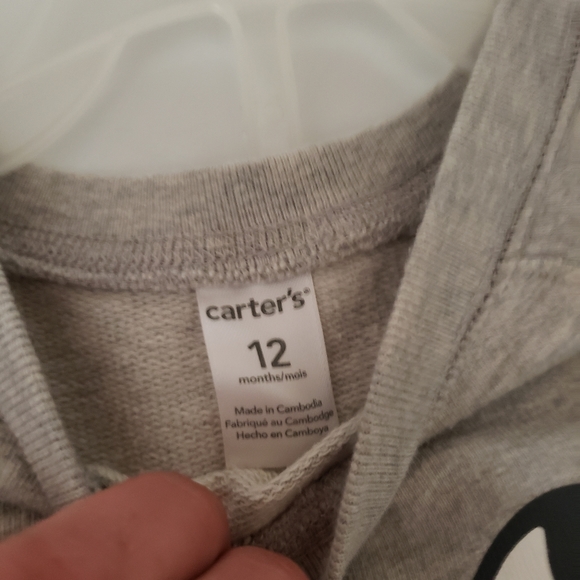 carter's®
12
months/mois
Made in Cambodia
Fabriqué au Cambodge
Hecho en Camboya